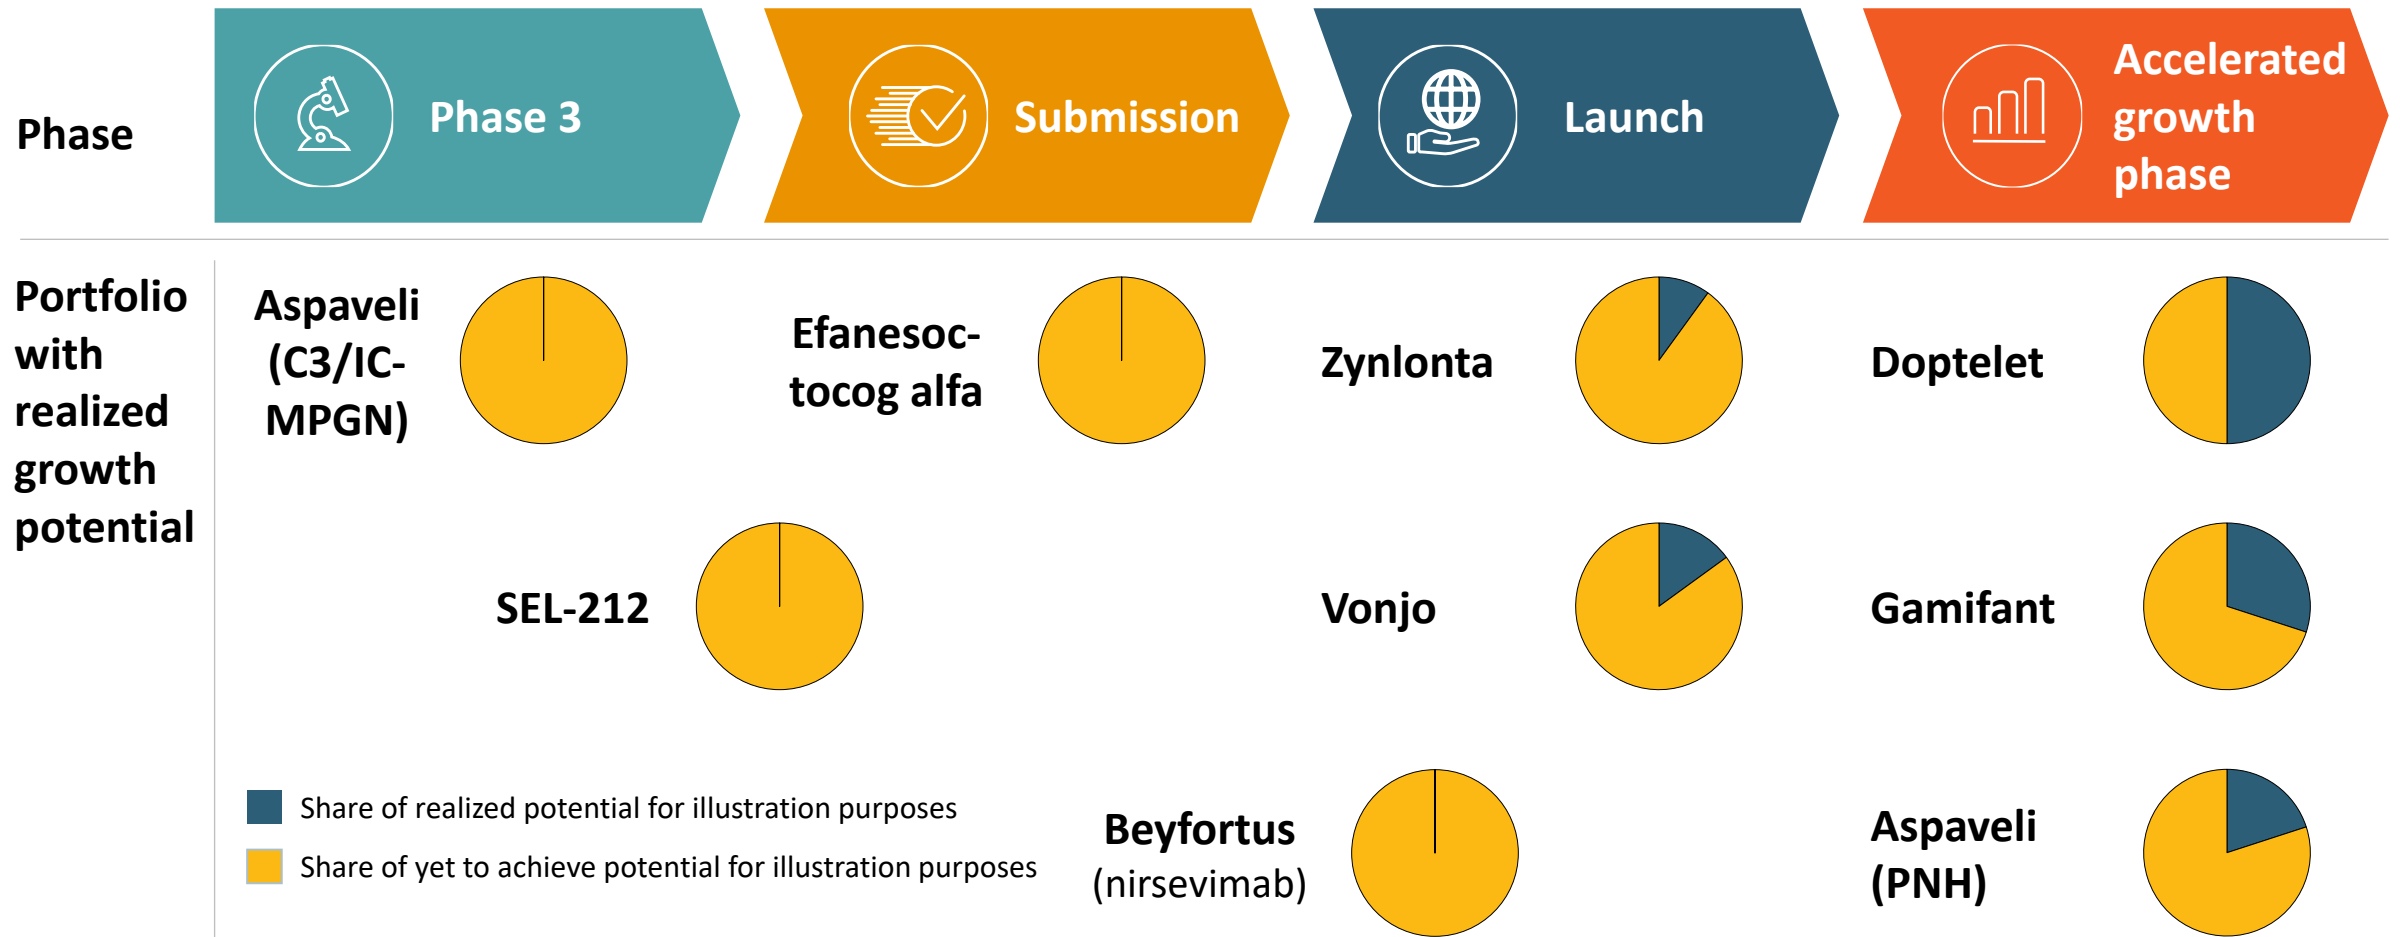 Phase
Phase 3
Submission
Launch
Accelerated
growth
phase
Portfolio
with
realized
growth
potential
Aspaveli
(C3/IC-
MPGN)
Efanesoc-
tocog alfa
Zynlonta
Doptelet
SEL-212
Vonjo
Gamifant
Share of realized potential for illustration purposes
Share of yet to achieve potential for illustration purposes
Beyfortus
(nirsevimab)
Aspaveli
(PNH)